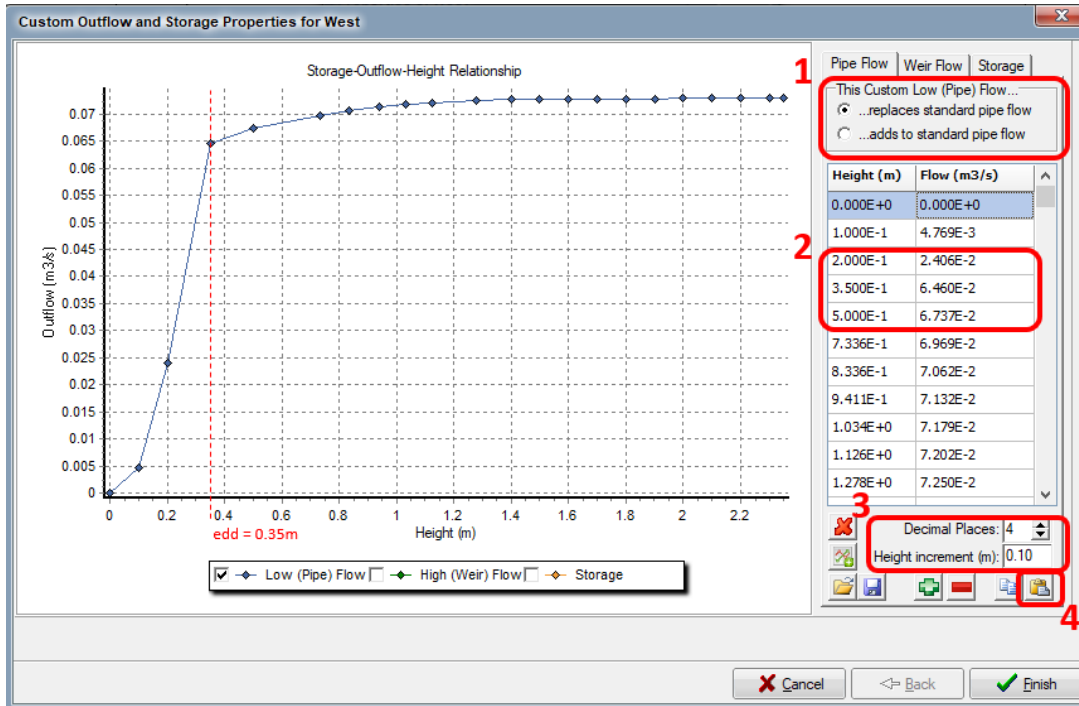 Custom Outflow and Storage Properties for West
Storage-Outflow-Height Relationship
Outflow (m3/s)
0.07
0.065
0.06
0.055
0.05
0.045
0.04
0.035
0.03
0.025
0.02
0.015
0.01
0.005
0
0 0.2 0.4 0.6 0.8 1 1.2 1.4 1.6 1.8 2 2.2
edd = 0.35m
Height (m)
Low (Pipe) Flow High (Weir) Flow Storage
Pipe Flow Weir Flow Storage
1
This Custom Low (Pipe) Flow...
...replaces standard pipe flow
...adds to standard pipe flow
Height (m) Flow (m3/s)
0.000E+0 0.000E+0
1.000E-1 4.769E-3
2
2.000E-1 2.406E-2
3.500E-1 6.460E-2
5.000E-1 6.737E-2
7.336E-1 6.969E-2
8.336E-1 7.062E-2
9.411E-1 7.132E-2
1.034E+0 7.179E-2
1.126E+0 7.202E-2
1.278E+0 7.250E-2
3
Decimal Places: 4
Height increment (m): 0.10
4
Cancel <= Back Finish